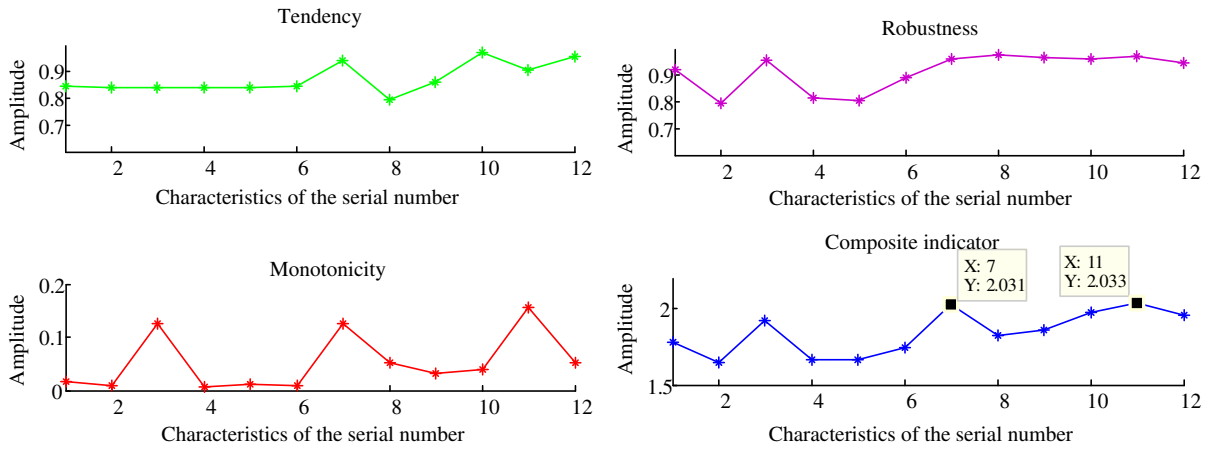 Tendency
Amplitude
0.9
0.8
0.7
2 4 6 8 10 12
Characteristics of the serial number
Robustness
Amplitude
0.9
0.8
0.7
2 4 6 8 10 12
Characteristics of the serial number
Monotonicity
Amplitude
0.2
0.1
0
2 4 6 8 10 12
Characteristics of the serial number
Composite indicator
X: 7
Y: 2.031
X: 11
Y: 2.033
Amplitude
2
1.5
2 4 6 8 10 12
Characteristics of the serial number